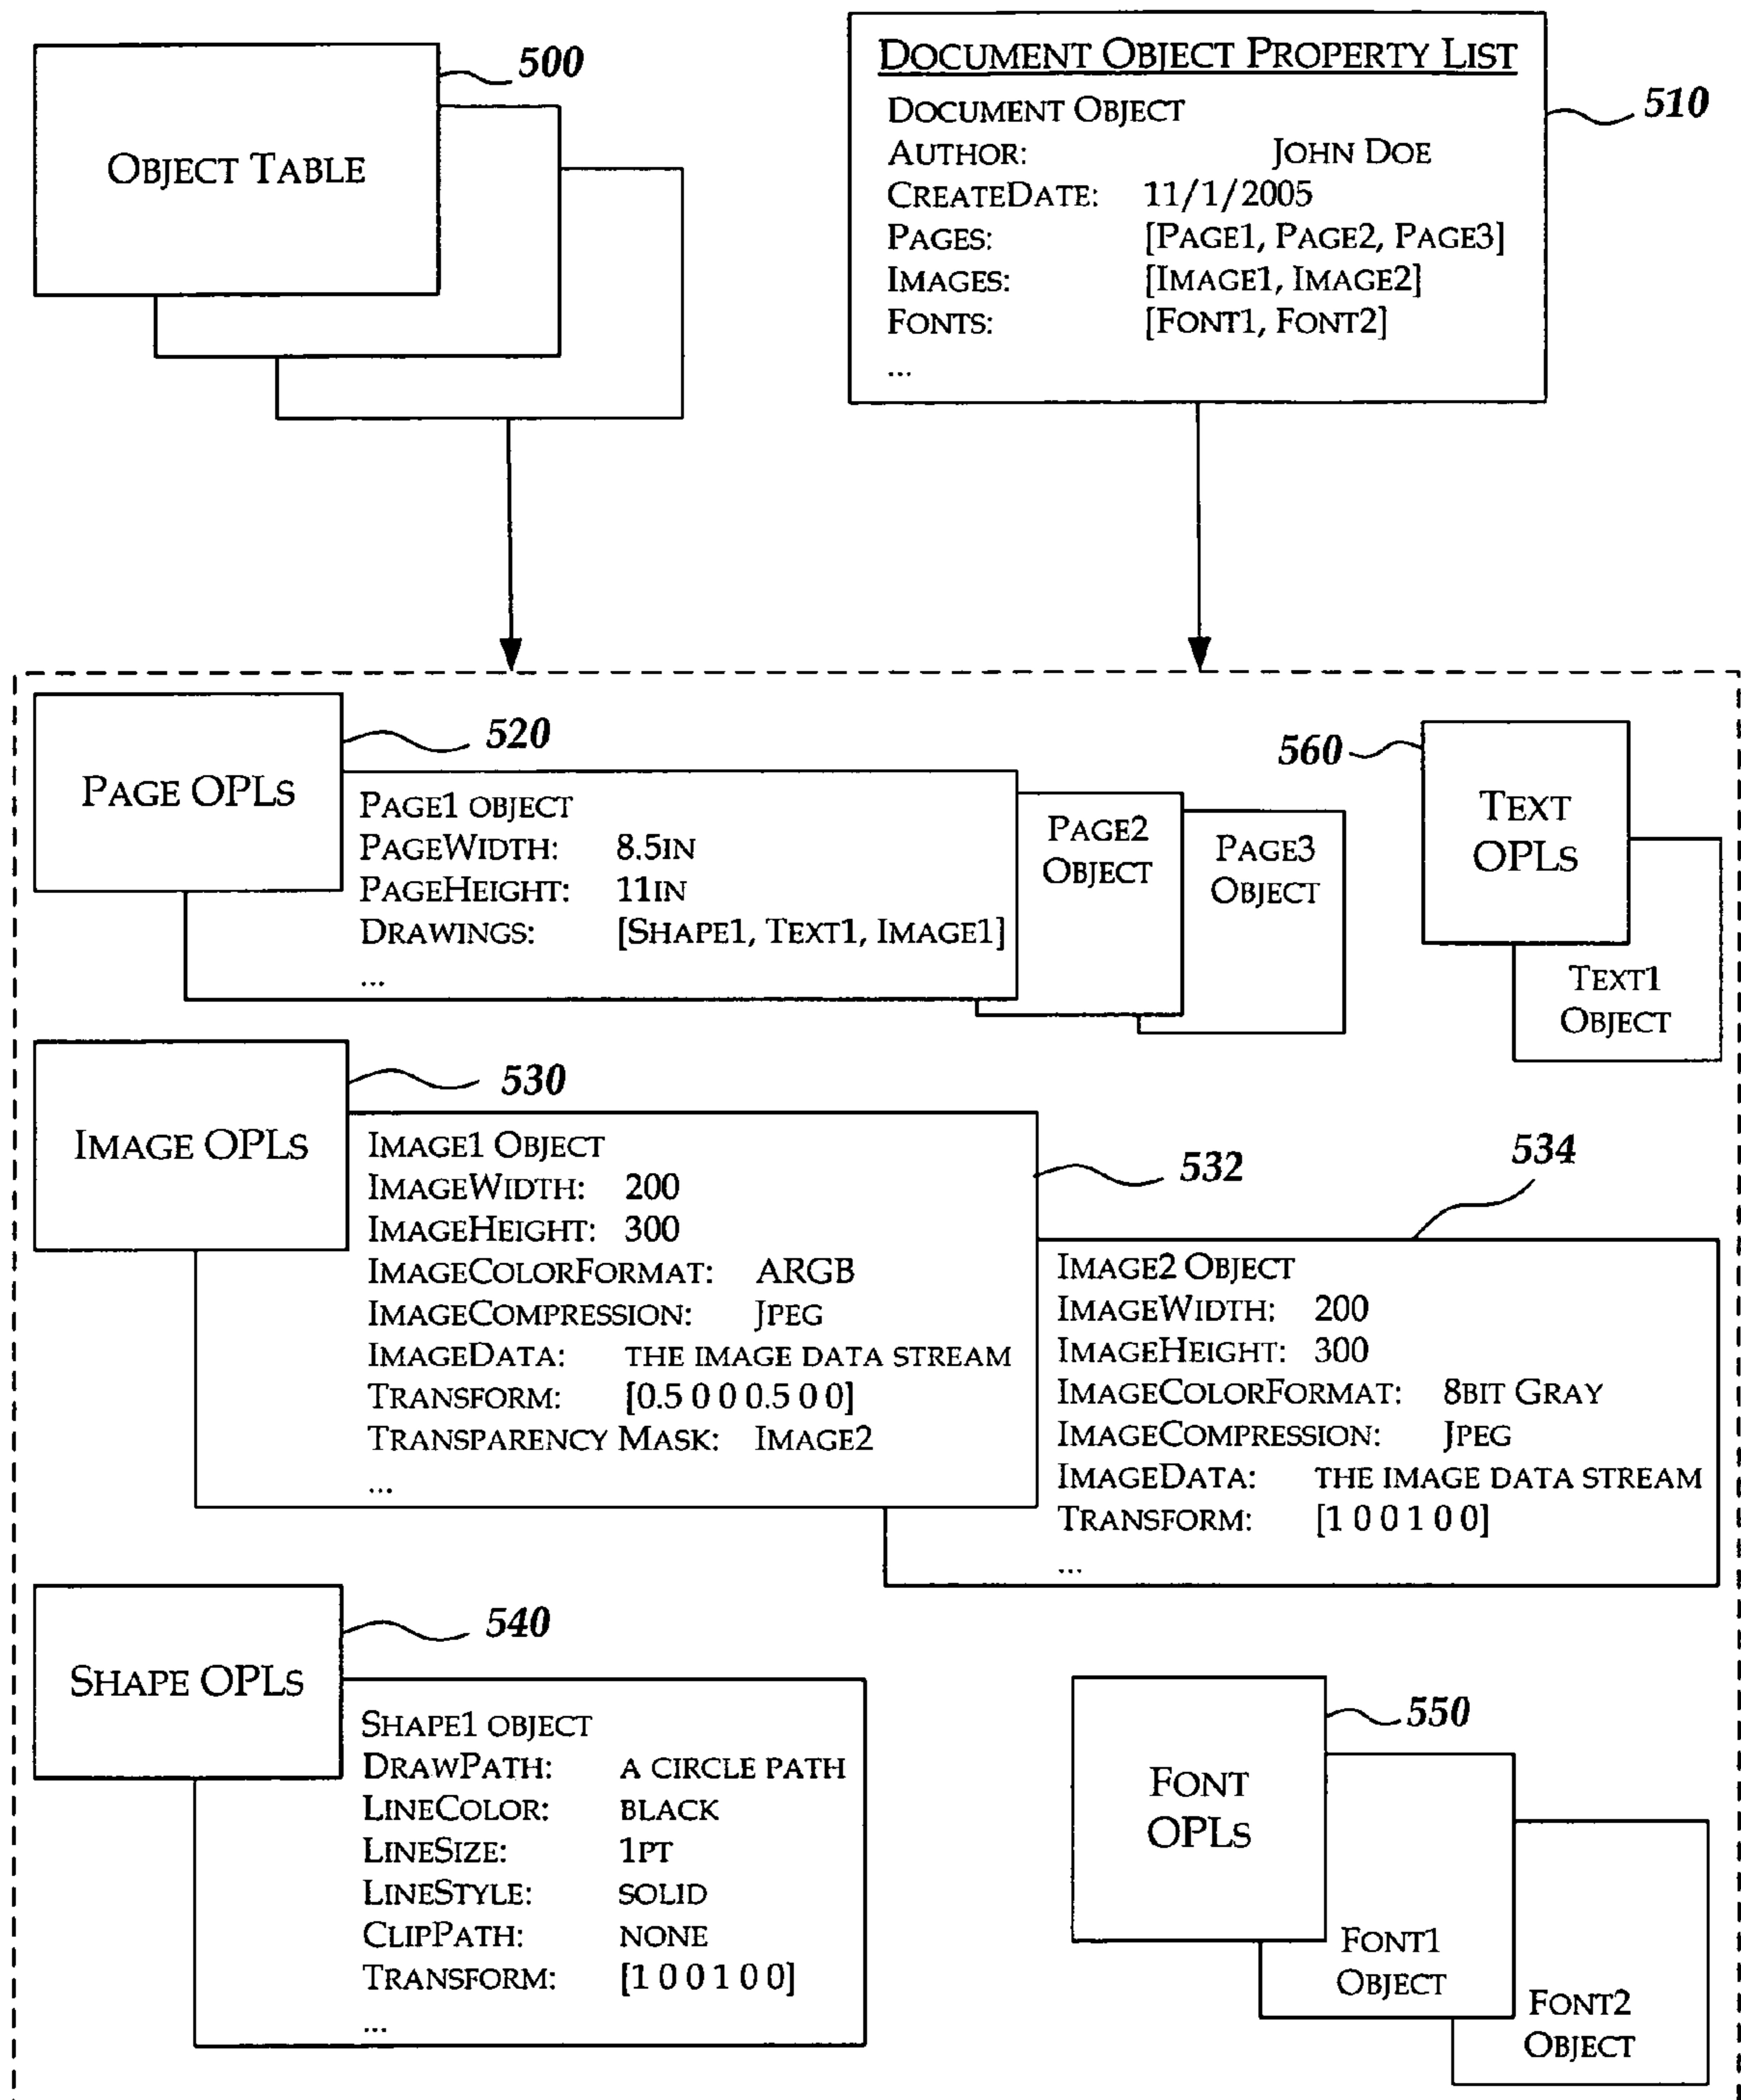 500
OBJECT TABLE
DOCUMENT OBJECT PROPERTY LIST
510
DOCUMENT OBJECT
AUTHOR: JOHN DOE
CREATEDATE: 11/1/2005
PAGES: [PAGE1, PAGE2, PAGE3]
IMAGES: [IMAGE1, IMAGE2]
FONTS: [FONT1, FONT2]
...
520
PAGE OPLS
PAGE1 OBJECT
PAGEWIDTH: 8.5IN
PAGEHEIGHT: 11IN
DRAWINGS: [SHAPE1, TEXT1, IMAGE1]
...
PAGE2
OBJECT
PAGE3
OBJECT
560
TEXT
OPLS
TEXT1
OBJECT
530
IMAGE OPLS
532
IMAGE1 OBJECT
IMAGEWIDTH: 200
IMAGEHEIGHT: 300
IMAGECOLORFORMAT: ARGB
IMAGECOMPRESSION: JPEG
IMAGEDATA: THE IMAGE DATA STREAM
TRANSFORM: [0.5 0 0 0.5 0 0]
TRANSPARENCY MASK: IMAGE2
...
534
IMAGE2 OBJECT
IMAGEWIDTH: 200
IMAGEHEIGHT: 300
IMAGECOLORFORMAT: 8BIT GRAY
IMAGECOMPRESSION: JPEG
IMAGEDATA: THE IMAGE DATA STREAM
TRANSFORM: [1 0 0 1 0 0]
...
540
SHAPE OPLS
SHAPE1 OBJECT
DRAWPATH: A CIRCLE PATH
LINECOLOR: BLACK
LINESIZE: 1PT
LINESTYLE: SOLID
CLIPPATH: NONE
TRANSFORM: [1 0 0 1 0 0]
...
550
FONT
OPLS
FONT1
OBJECT
FONT2
OBJECT